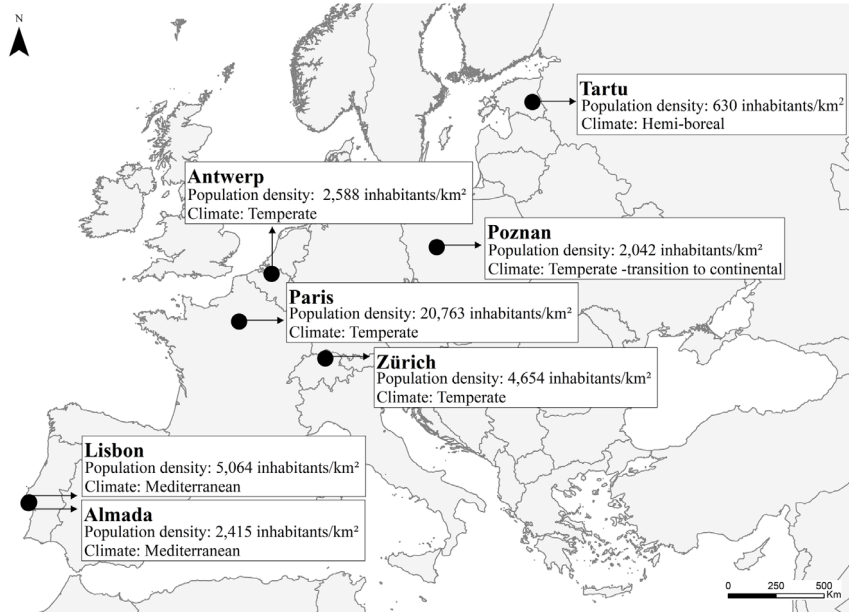 N
Tartu
Population density: 630 inhabitants/km²
Climate: Hemi-boreal
Antwerp
Population density: 2,588 inhabitants/km²
Climate: Temperate
Poznan
Population density: 2,042 inhabitants/km²
Climate: Temperate -transition to continental
Paris
Population density: 20,763 inhabitants/km²
Climate: Temperate
Zürich
Population density: 4,654 inhabitants/km²
Climate: Temperate
Lisbon
Population density: 5,064 inhabitants/km²
Climate: Mediterranean
Almada
Population density: 2,415 inhabitants/km²
Climate: Mediterranean
0 250 500
Km